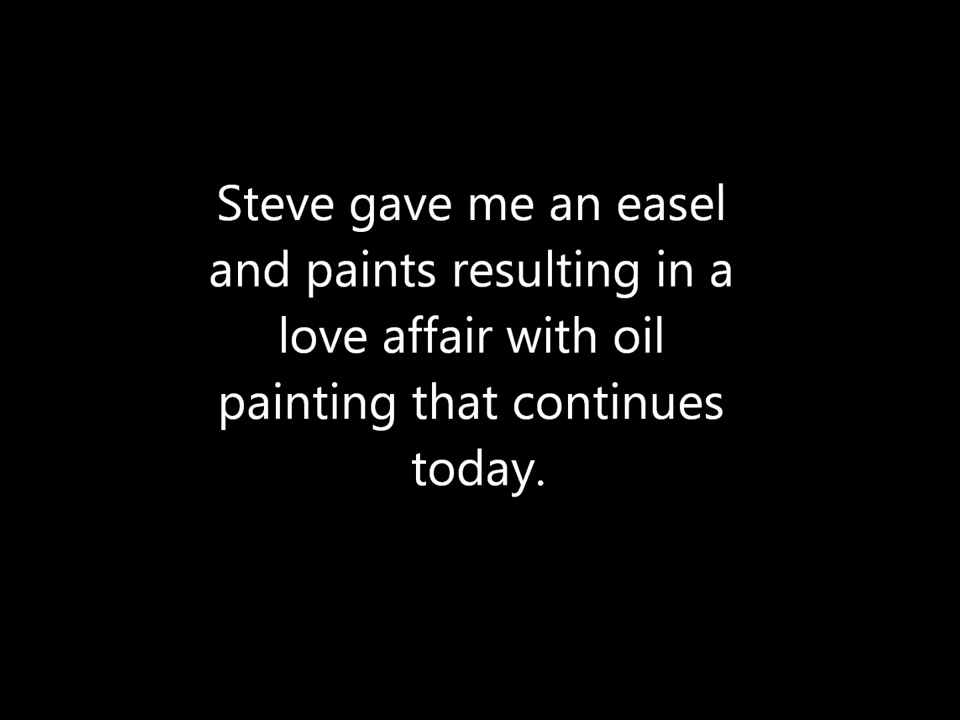 Steve gave me an easel
and paints resulting in a
love affair with oil
painting that continues
today.